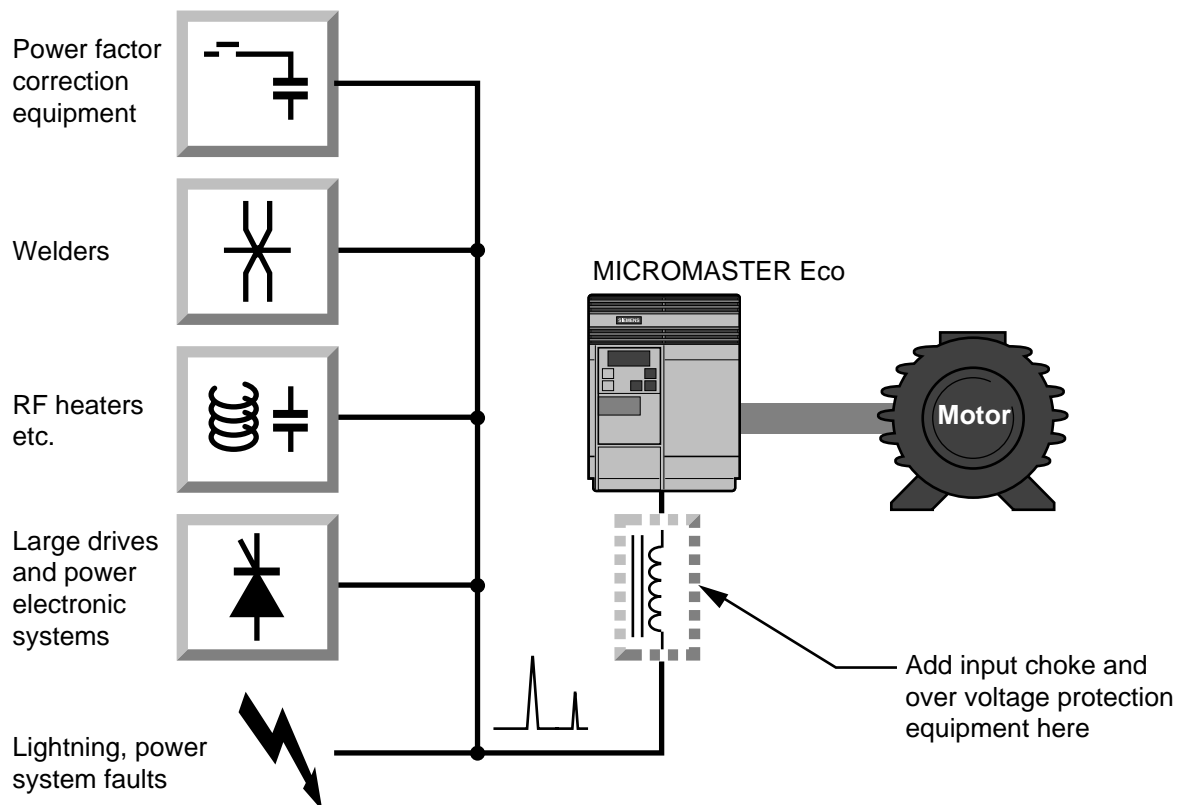 Power factor
correction
equipment
Welders
MICROMASTER Eco
SIEMENS
RF heaters
etc.
Motor
Large drives
and power
electronic
systems
Add input choke and
over voltage protection
equipment here
Lightning, power
system faults